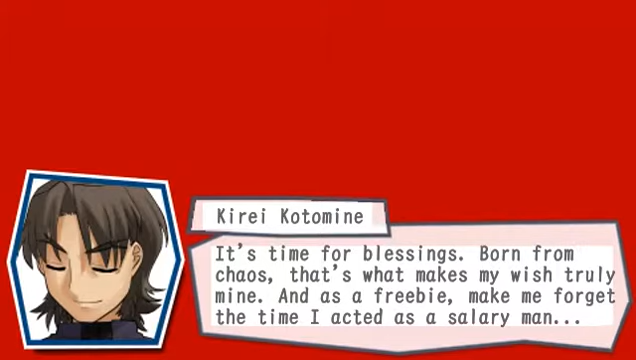 Kirei Kotomine
It's time for blessings. Born from
chaos, that's what makes my wish truly
mine. And as a freebie, make me forget
the time I acted as a salary man...